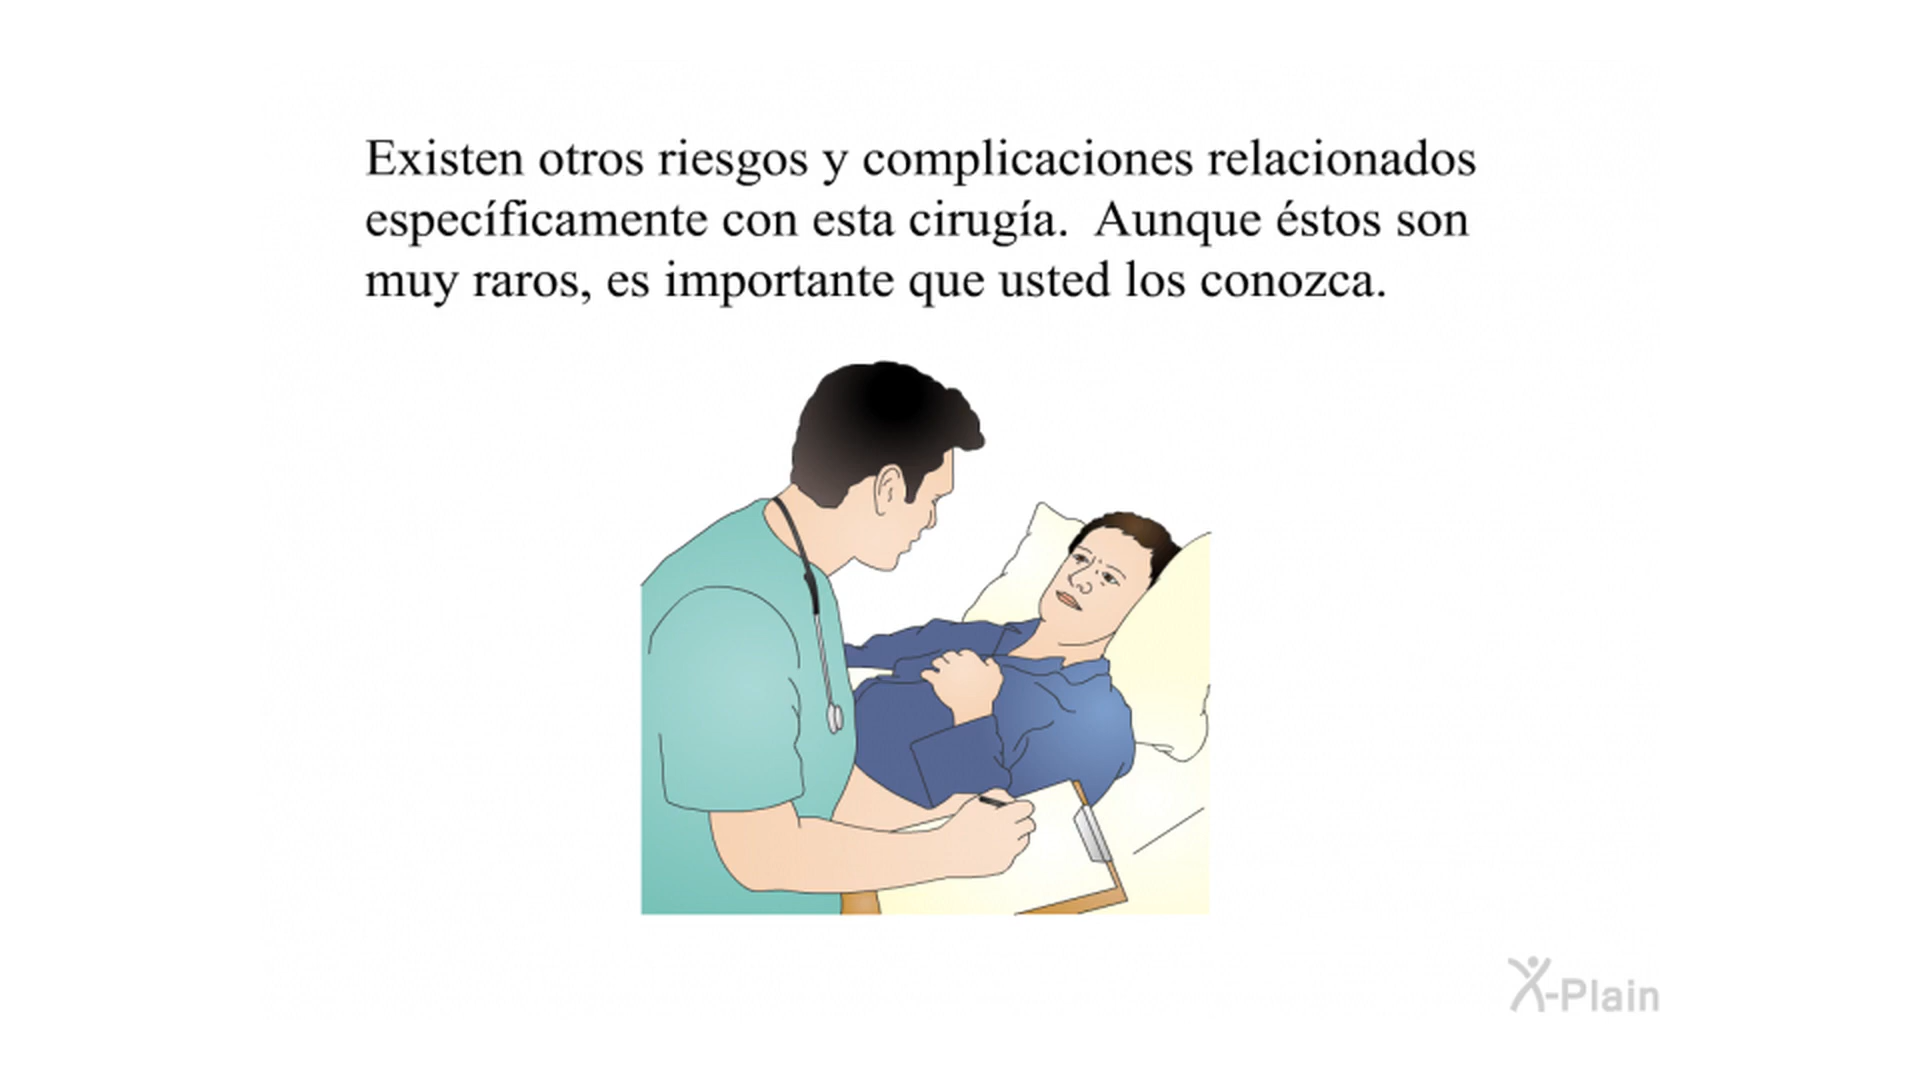 Existen otros riesgos y complicaciones relacionados
específicamente con esta cirugía.  Aunque éstos son
muy raros, es importante que usted los conozca.
X-Plain